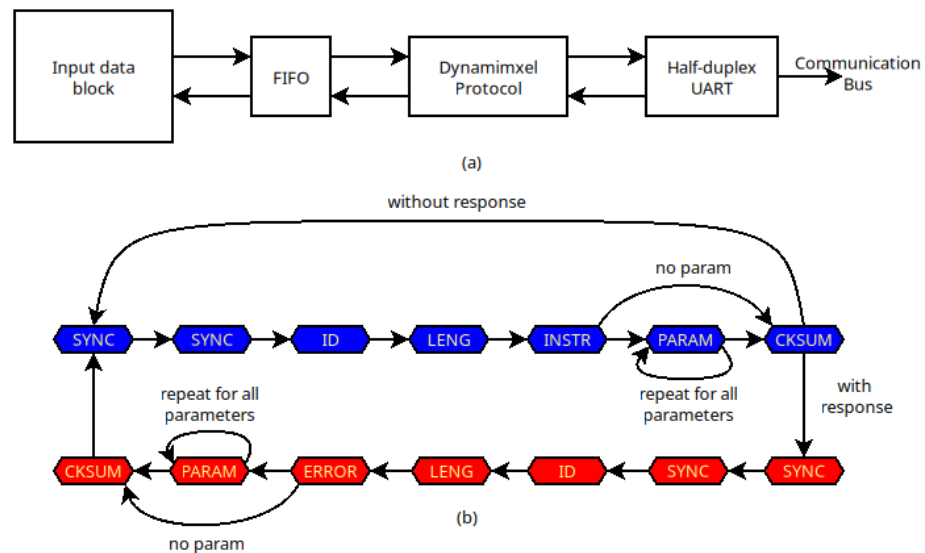 Input data
block
FIFO
Dynamimxel
Protocol
Half-duplex
UART
Communication
Bus
(a)
without response
no param
SYNC
SYNC
ID
LENG
INSTR
PARAM
CKSUM
repeat for all
parameters
repeat for all
parameters
with
response
CKSUM
PARAM
ERROR
LENG
ID
SYNC
SYNC
(b)
no param